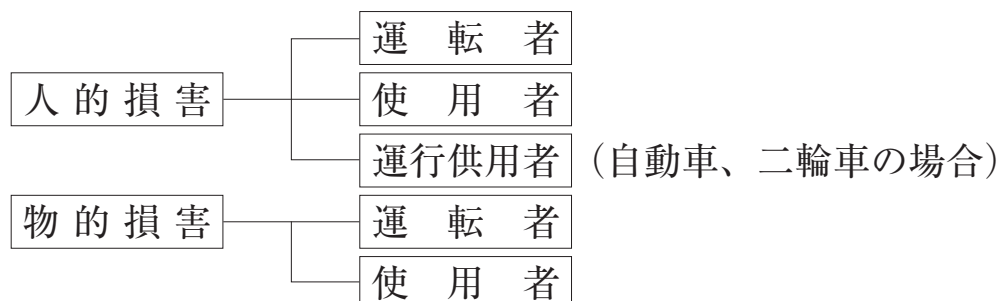 運転者
人的損害
使用者
運行供用者（自動車、二輪車の場合）
物的損害
運転者
使用者